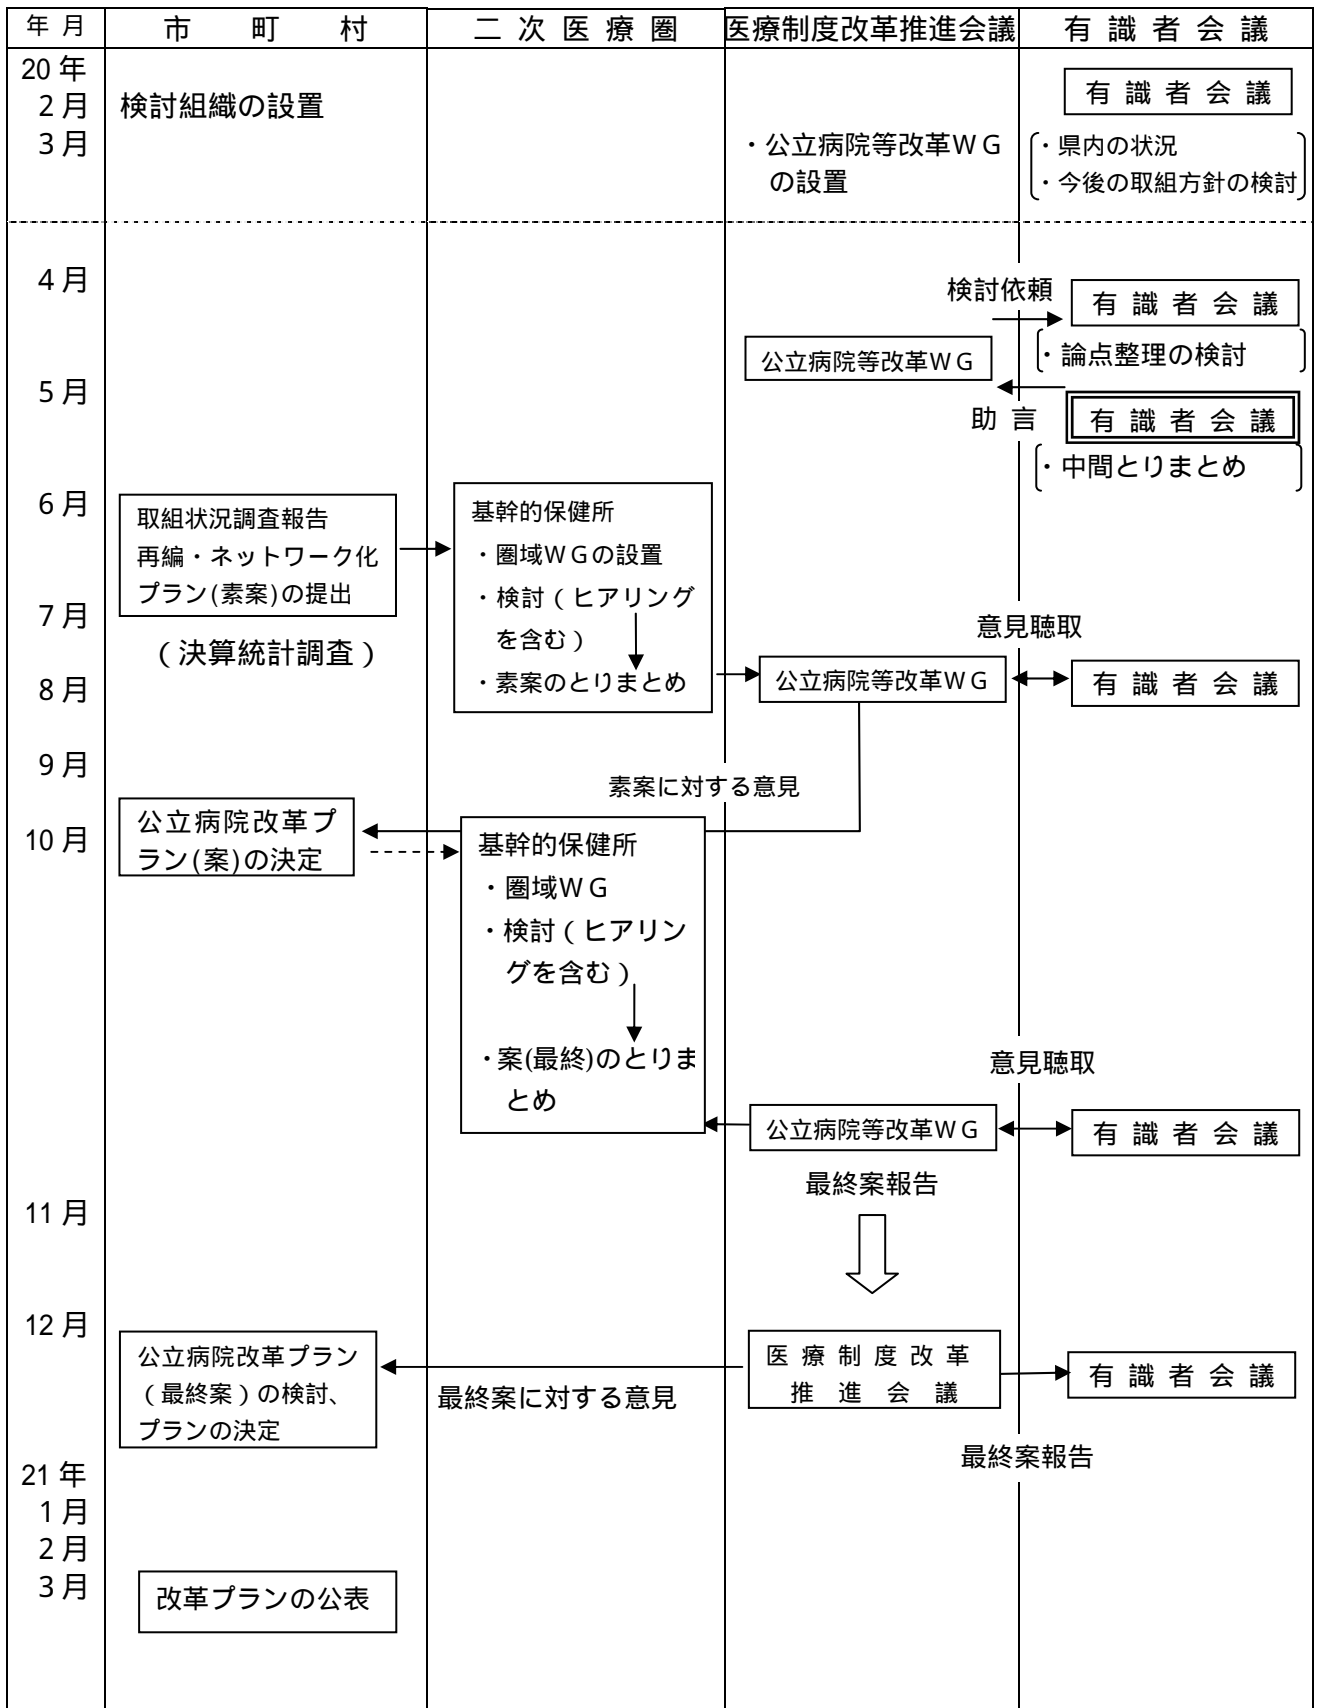 年 月
市 町 村
二 次 医 療 圏
医療制度改革推進会議
有 識 者 会 議
20 年
2 月
検討組織の設置
有 識 者 会 議
3 月
・公立病院等改革ＷＧ
の設置
・県内の状況
・今後の取組方針の検討
4 月
検討依頼
有 識 者 会 議
公立病院等改革ＷＧ
・論点整理の検討
5 月
助 言
有 識 者 会 議
・中間とりまとめ
6 月
取組状況調査報告
再編・ネットワーク化
プラン(素案)の提出
基幹的保健所
・圏域ＷＧの設置
・検討（ヒアリング
を含む）
・素案のとりまとめ
7 月
（決算統計調査）
意見聴取
8 月
公立病院等改革ＷＧ
有 識 者 会 議
9 月
素案に対する意見
10 月
公立病院改革プ
ラン(案)の決定
基幹的保健所
・圏域ＷＧ
・検討（ヒアリン
グを含む）
・案(最終)のとりま
とめ
意見聴取
公立病院等改革ＷＧ
有 識 者 会 議
最終案報告
11 月
12 月
公立病院改革プラン
（最終案）の検討、
プランの決定
最終案に対する意見
医 療 制 度 改 革
推 進 会 議
有 識 者 会 議
最終案報告
21 年
1 月
2 月
3 月
改革プランの公表